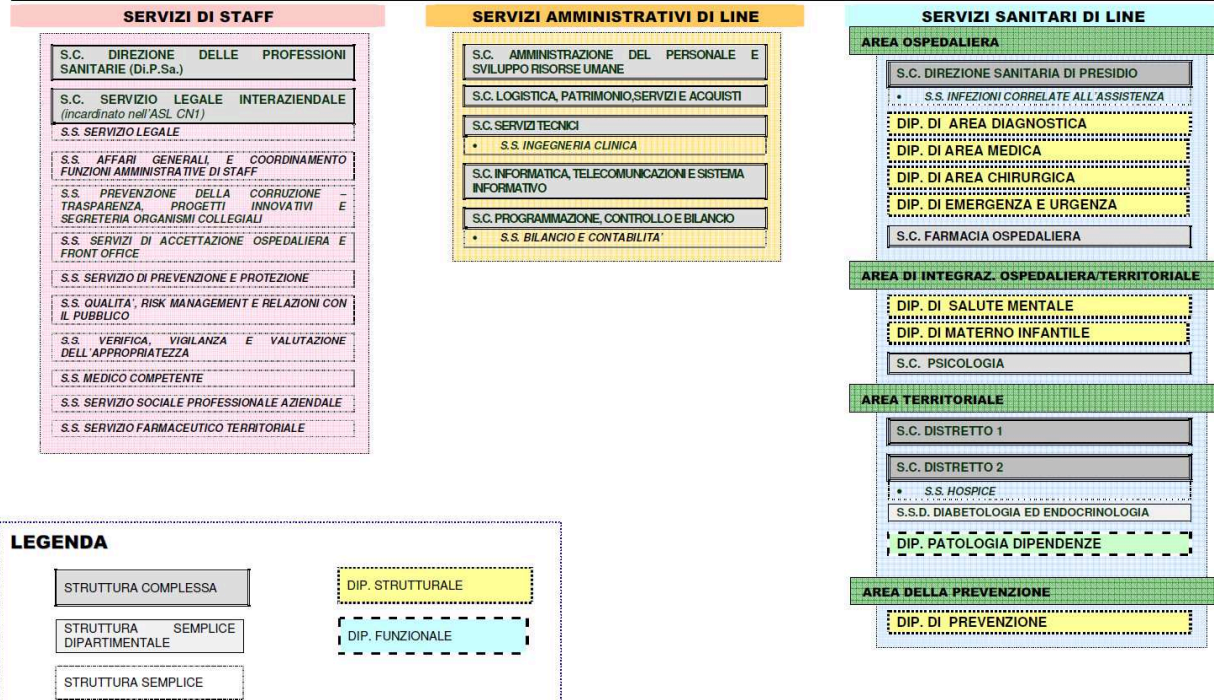 SERVIZI DI STAFF
S.C. DIREZIONE DELLE PROFESSIONI
SANITARIE (Di.P.Sa.)
S.C. SERVIZIO LEGALE INTERAZIENDALE
(incardinato nell'ASL CN1)
S.S. SERVIZIO LEGALE
S.S. AFFARI GENERALI, E COORDINAMENTO
FUNZIONI AMMINISTRATIVE DI STAFF
S.S. PREVENZIONE DELLA CORRUZIONE –
TRASPARENZA, PROGETTI INNOVATIVI E
SEGRETERIA ORGANISMI COLLEGIALI
S.S. SERVIZI DI ACCETTAZIONE OSPEDALIERA E
FRONT OFFICE
S.S. SERVIZIO DI PREVENZIONE E PROTEZIONE
S.S. QUALITA', RISK MANAGEMENT E RELAZIONI CON
IL PUBBLICO
S.S. VERIFICA, VIGILANZA E VALUTAZIONE
DELL'APPROPRIATEZZA
S.S. MEDICO COMPETENTE
S.S. SERVIZIO SOCIALE PROFESSIONALE AZIENDALE
S.S. SERVIZIO FARMACEUTICO TERRITORIALE
SERVIZI AMMINISTRATIVI DI LINE
S.C. AMMINISTRAZIONE DEL PERSONALE E
SVILUPPO RISORSE UMANE
S.C. LOGISTICA, PATRIMONIO,SERVIZI E ACQUISTI
S.C. SERVIZI TECNICI
• S.S. INGEGNERIA CLINICA
S.C. INFORMATICA, TELECOMUNICAZIONI E SISTEMA
INFORMATIVO
S.C. PROGRAMMAZIONE, CONTROLLO E BILANCIO
• S.S. BILANCIO E CONTABILITA'
SERVIZI SANITARI DI LINE
AREA OSPEDALIERA
S.C. DIREZIONE SANITARIA DI PRESIDIO
• S.S. INFEZIONI CORRELATE ALL'ASSISTENZA
DIP. DI AREA DIAGNOSTICA
DIP. DI AREA MEDICA
DIP. DI AREA CHIRURGICA
DIP. DI EMERGENZA E URGENZA
S.C. FARMACIA OSPEDALIERA
AREA DI INTEGRAZ. OSPEDALIERA/TERRITORIALE
DIP. DI SALUTE MENTALE
DIP. DI MATERNO INFANTILE
S.C. PSICOLOGIA
AREA TERRITORIALE
S.C. DISTRETTO 1
S.C. DISTRETTO 2
• S.S. HOSPICE
S.S.D. DIABETOLOGIA ED ENDOCRINOLOGIA
DIP. PATOLOGIA DIPENDENZE
AREA DELLA PREVENZIONE
DIP. DI PREVENZIONE
LEGENDA
STRUTTURA COMPLESSA
STRUTTURA SEMPLICE
DIPARTIMENTALE
STRUTTURA SEMPLICE
DIP. STRUTTURALE
DIP. FUNZIONALE